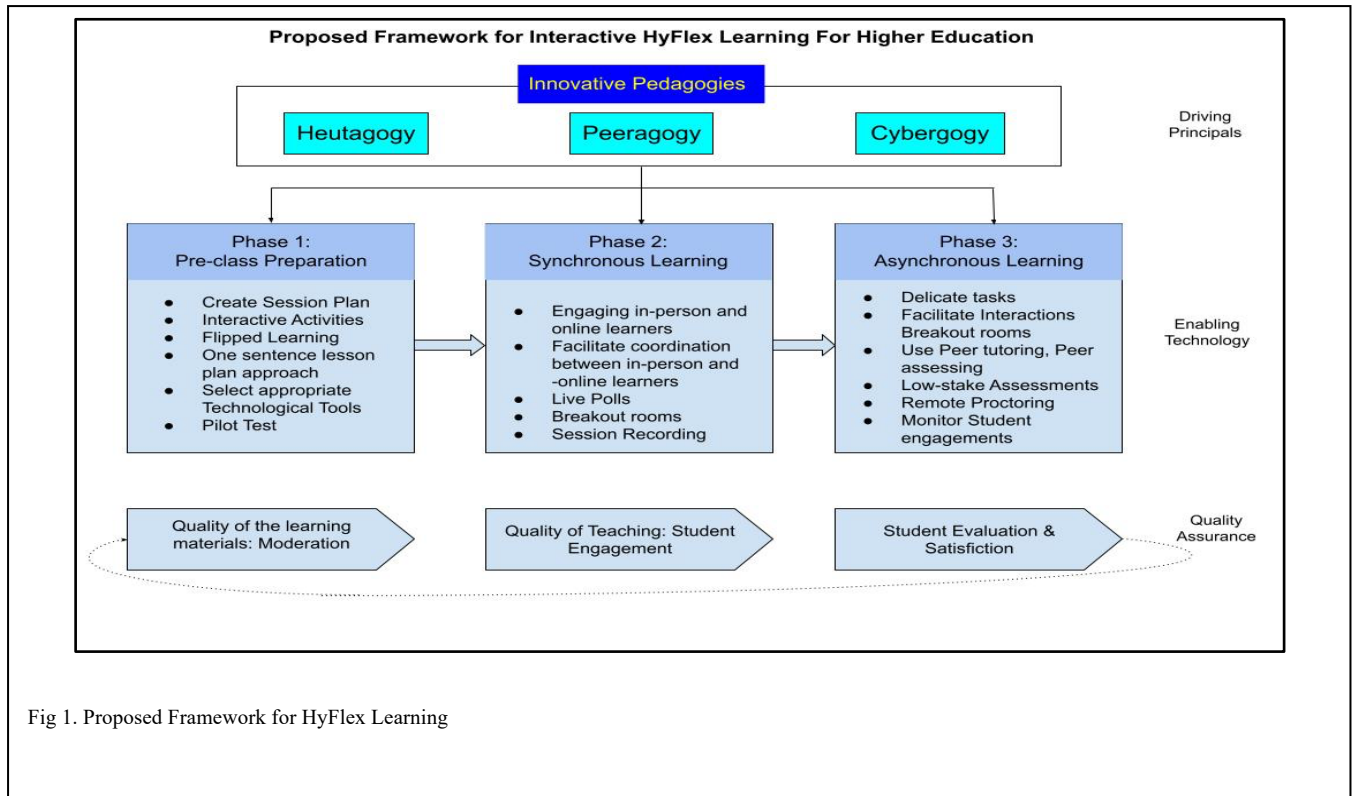 Proposed Framework for Interactive HyFlex Learning For Higher Education
Innovative Pedagogies
Heutagogy
Peeragogy
Cybergogy
Driving
Principals
Phase 1:
Pre-class Preparation
● Create Session Plan
● Interactive Activities
● Flipped Learning
● One sentence lesson
plan approach
● Select appropriate
Technological Tools
● Pilot Test
Phase 2:
Synchronous Learning
● Engaging in-person and
online learners
● Facilitate coordination
between in-person and
-online learners
● Live Polls
● Breakout rooms
● Session Recording
Phase 3:
Asynchronous Learning
● Delicate tasks
● Facilitate Interactions
Breakout rooms
● Use Peer tutoring, Peer
assessing
● Low-stake Assessments
● Remote Proctoring
● Monitor Student
engagements
Enabling
Technology
Quality of the learning
materials: Moderation
Quality of Teaching: Student
Engagement
Student Evaluation &
Satisfiction
Quality
Assurance
Fig 1. Proposed Framework for HyFlex Learning